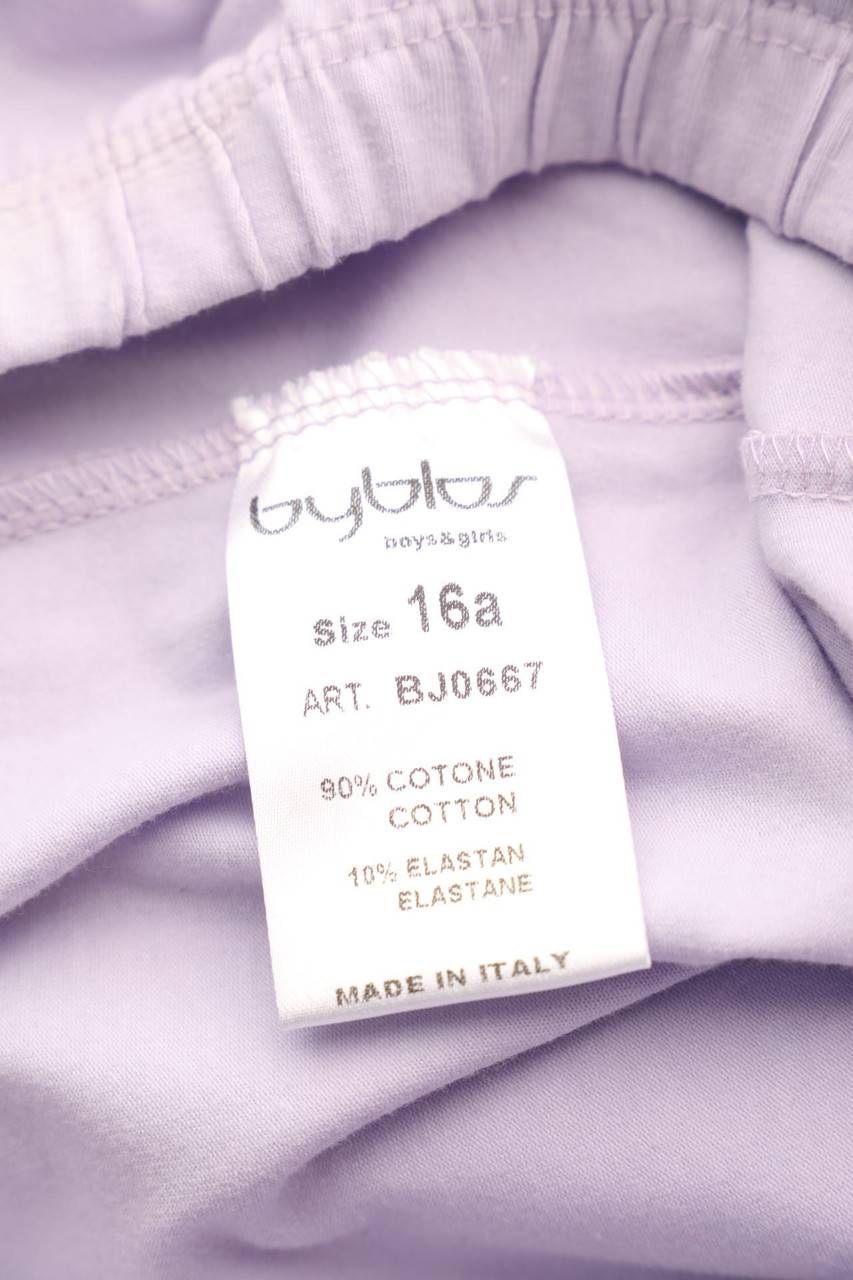 byblos
boys&girls
size 16a
ART. BJ0667
90% COTONE
COTTON
10% ELASTAN
ELASTANE
MADE IN ITALY